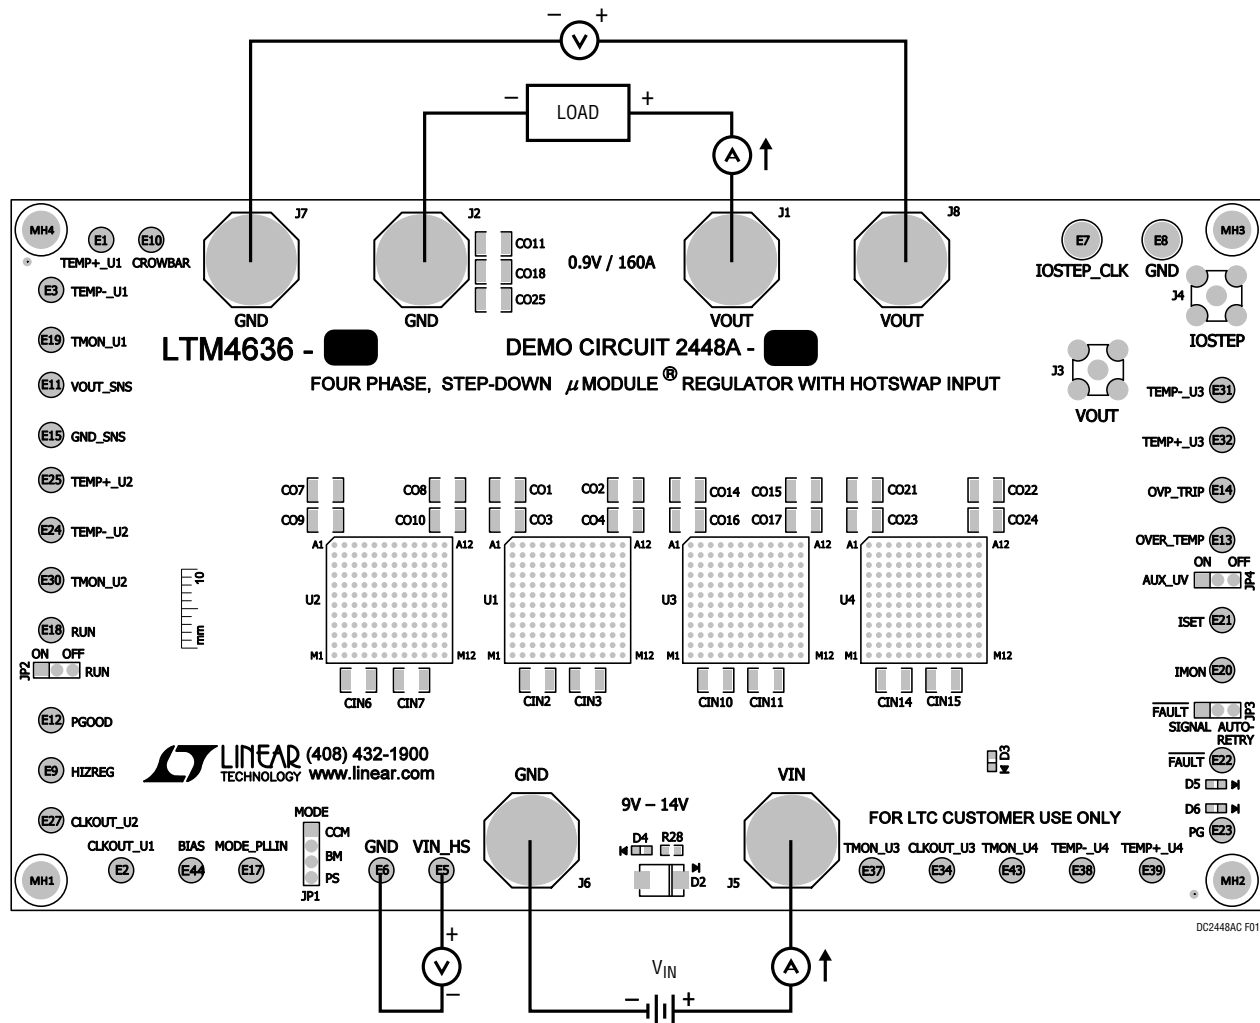 − V +
− LOAD +
A
MH4
E1
E10
J7
J2
J1
J8
E7
E8
MH3
TEMP+_U1
CROWBAR
CO11
CO18
CO25
0.9V / 160A
IOSTEP_CLK
GND
E3 TEMP-_U1
J4
IOSTEP
GND
GND
VOUT
VOUT
E19 TMON_U1
LTM4636 -
DEMO CIRCUIT 2448A -
FOUR PHASE, STEP-DOWN µMODULE ® REGULATOR WITH HOTSWAP INPUT
J3
VOUT
E11 VOUT_SNS
E15 GND_SNS
E25 TEMP+_U2
E24 TEMP-_U2
E30 TMON_U2
E18 RUN
ON OFF
JP2 RUN
E12 PGOOD
E9 HIZREG
E27 CLKOUT_U2
10
mm
TEMP-_U3 E31
TEMP+_U3 E32
OVP_TRIP E14
OVER_TEMP E13
ON OFF
AUX_UV JP4
ISET E21
IMON E20
FAULT JP3
SIGNAL AUTO-
RETRY
FAULT E22
D5
D6
PG E23
CO7 CO8 CO1 CO2 CO14 CO15 CO21 CO22
CO9 CO10 CO3 CO4 CO16 CO17 CO23 CO24
A1 A12 A1 A12 A1 A12 A1 A12
U2 U1 U3 U4
M1 M12 M1 M12 M1 M12 M1 M12
CIN6 CIN7 CIN2 CIN3 CIN10 CIN11 CIN14 CIN15
LINEAR (408) 432-1900
TECHNOLOGY www.linear.com
GND
VIN
D3
9V – 14V
D4 R28
D2
J6
J5
FOR LTC CUSTOMER USE ONLY
MODE
CCM
BM
PS
JP1
CLKOUT_U1 BIAS MODE_PLLIN GND VIN_HS
E2 E44 E17 E6 E5
TMON_U3 CLKOUT_U3 TMON_U4 TEMP-_U4 TEMP+_U4
E37 E34 E43 E38 E39
MH1
MH2
DC2448AC F01
+
V
−
VIN
− +
A